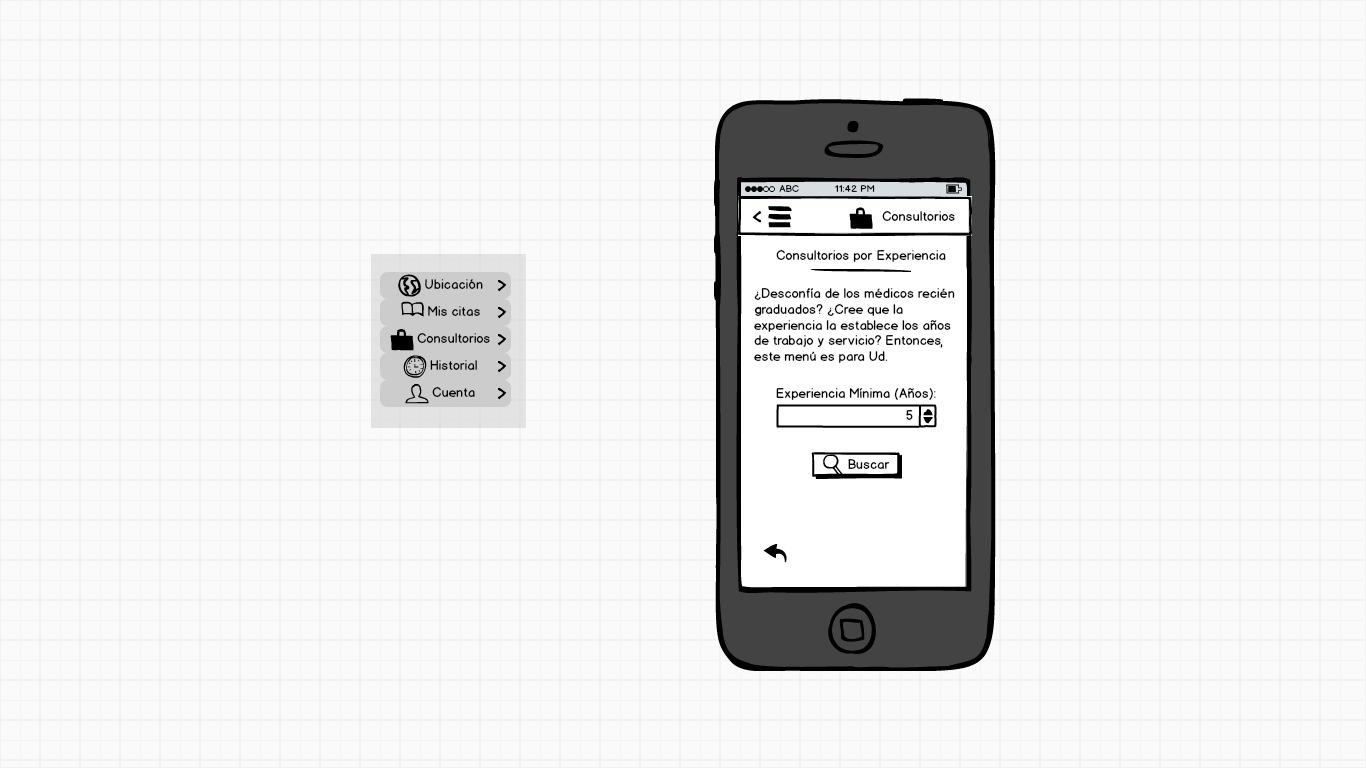 Ubicación
Mis citas
Consultorios
Historial
Cuenta
ABC 11:42 PM
Consultorios
Consultorios por Experiencia
¿Desconfía de los médicos recién
graduados? ¿Cree que la
experiencia la establece los años
de trabajo y servicio? Entonces,
este menú es para Ud.
Experiencia Mínima (Años):
5
Buscar